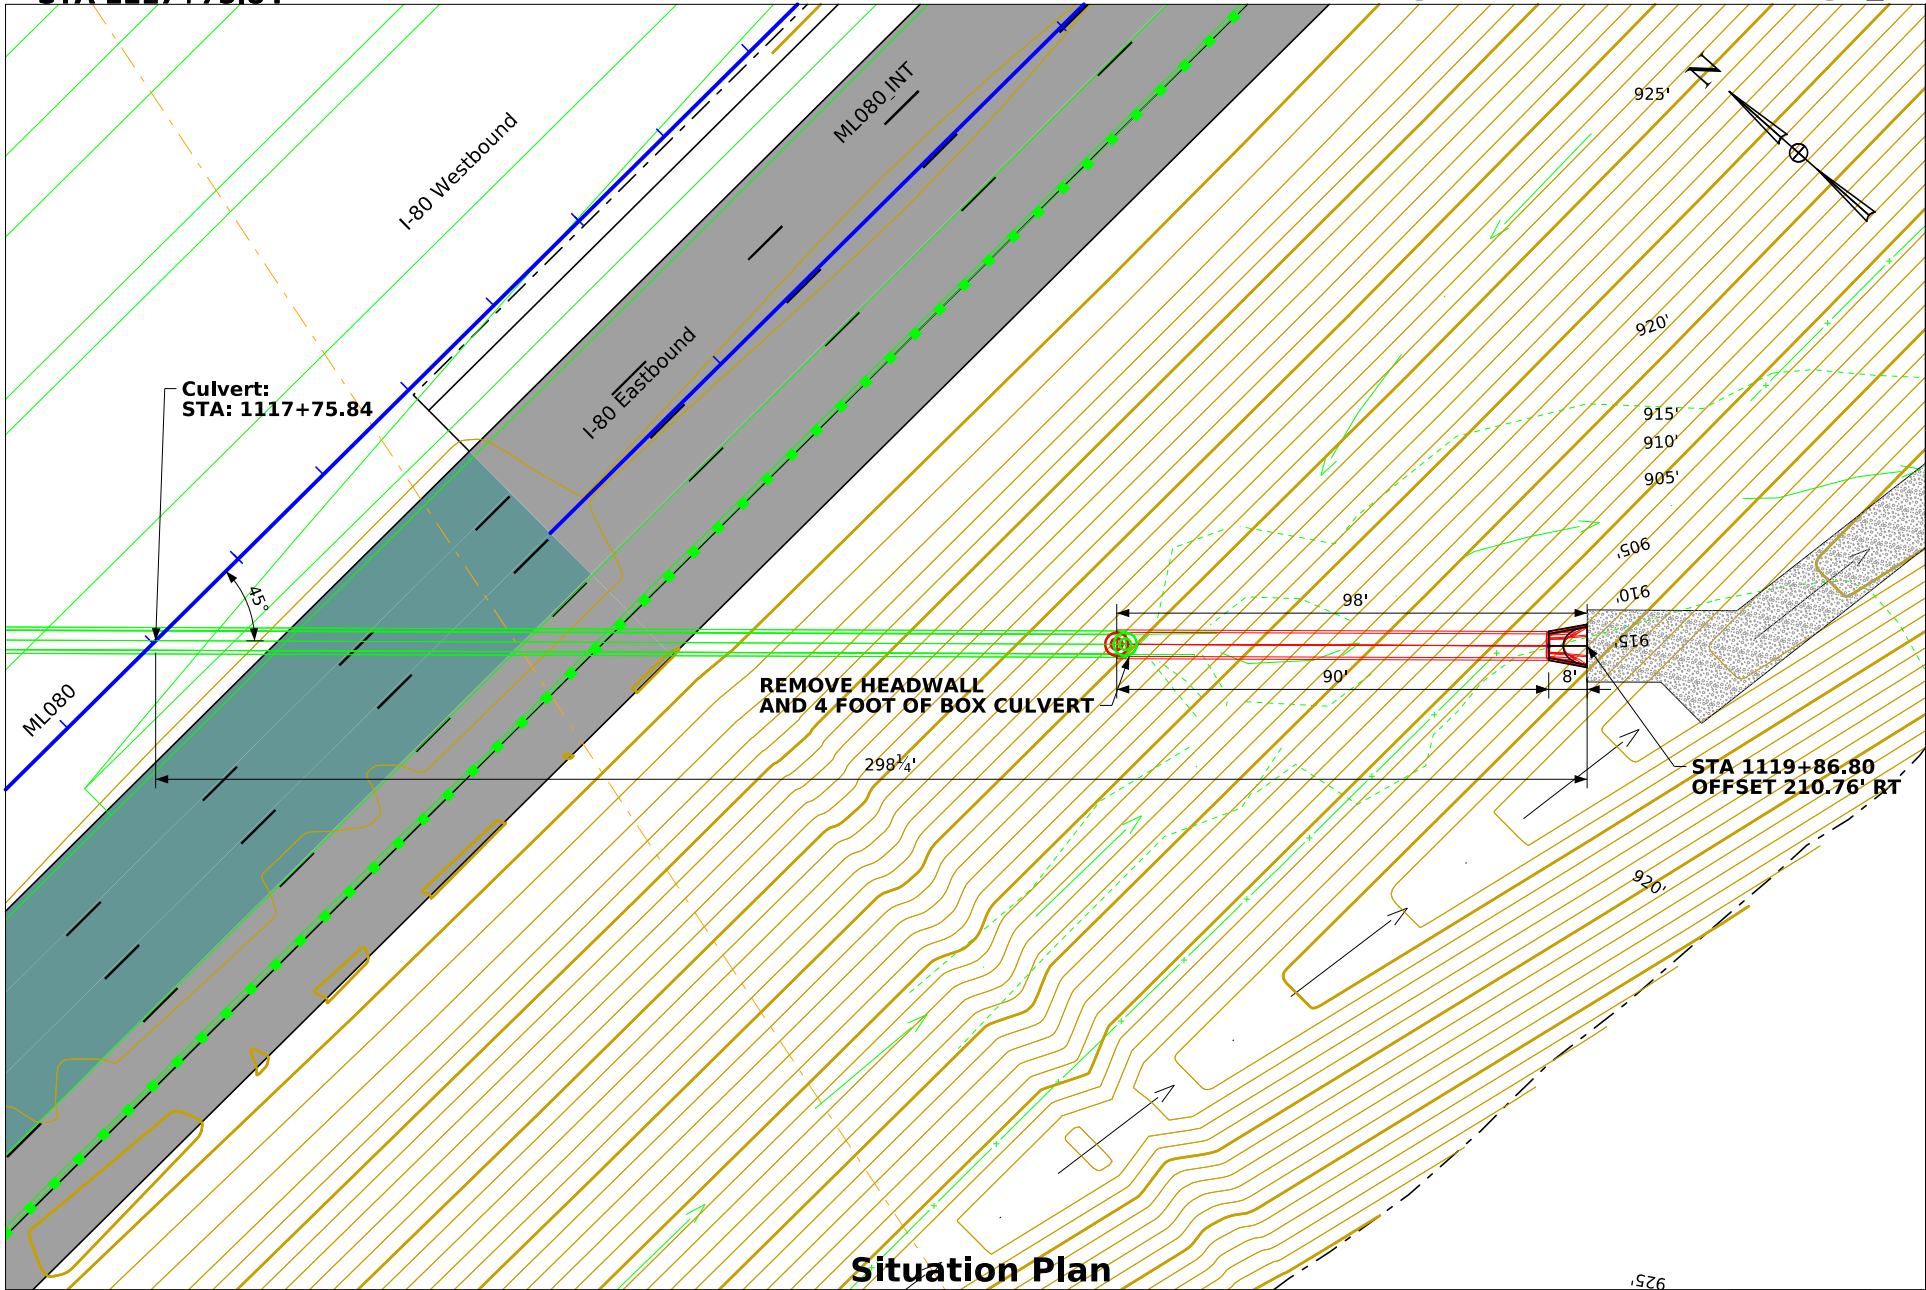 N
925'
ML080_INT
I-80 Westbound
920'
I-80 Eastbound
Culvert:
STA: 1117+75.84
915'
910'
905'
905'
45°
910'
98'
915'
ML080
REMOVE HEADWALL
AND 4 FOOT OF BOX CULVERT
90'
8'
298¼'
STA 1119+86.80
OFFSET 210.76' RT
920'
Situation Plan
925'